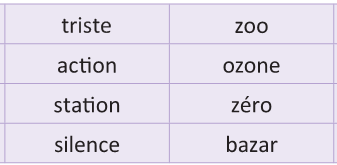 triste zoo
action ozone
station zéro
silence bazar